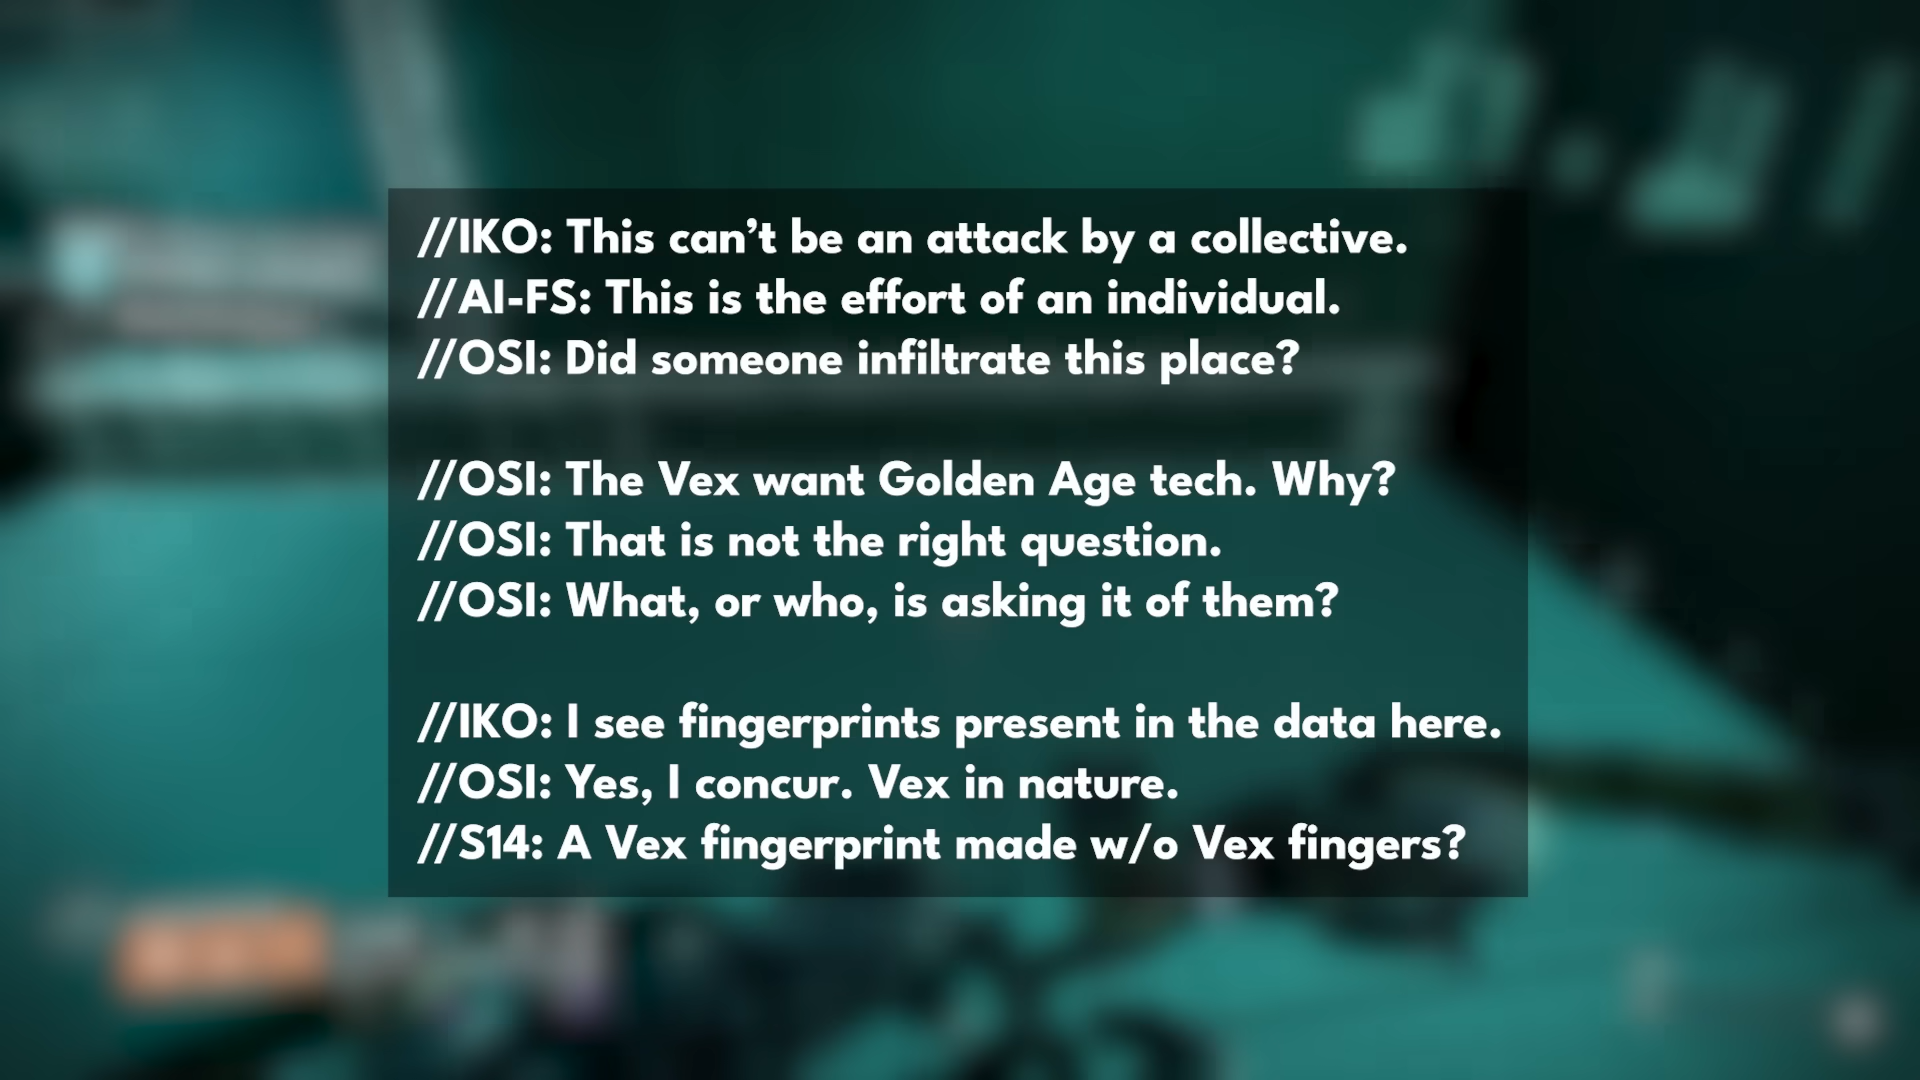 //IKO: This can’t be an attack by a collective.
//AI-FS: This is the effort of an individual.
//OSI: Did someone infiltrate this place?
//OSI: The Vex want Golden Age tech. Why?
//OSI: That is not the right question.
//OSI: What, or who, is asking it of them?
//IKO: I see fingerprints present in the data here.
//OSI: Yes, I concur. Vex in nature.
//S14: A Vex fingerprint made w/o Vex fingers?